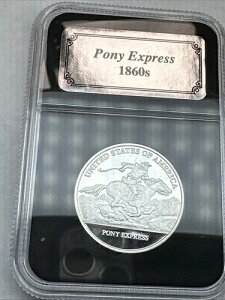 Pony Express
1860s
UNITED STATES OF AMERICA
PONY EXPRESS